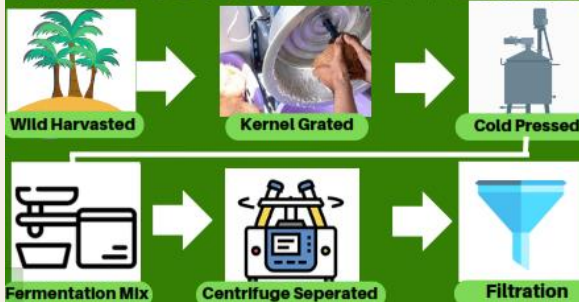 Wild Harvasted
Kernel Grated
Cold Pressed
Fermentation Mix
Centrifuge Seperated
Filtration